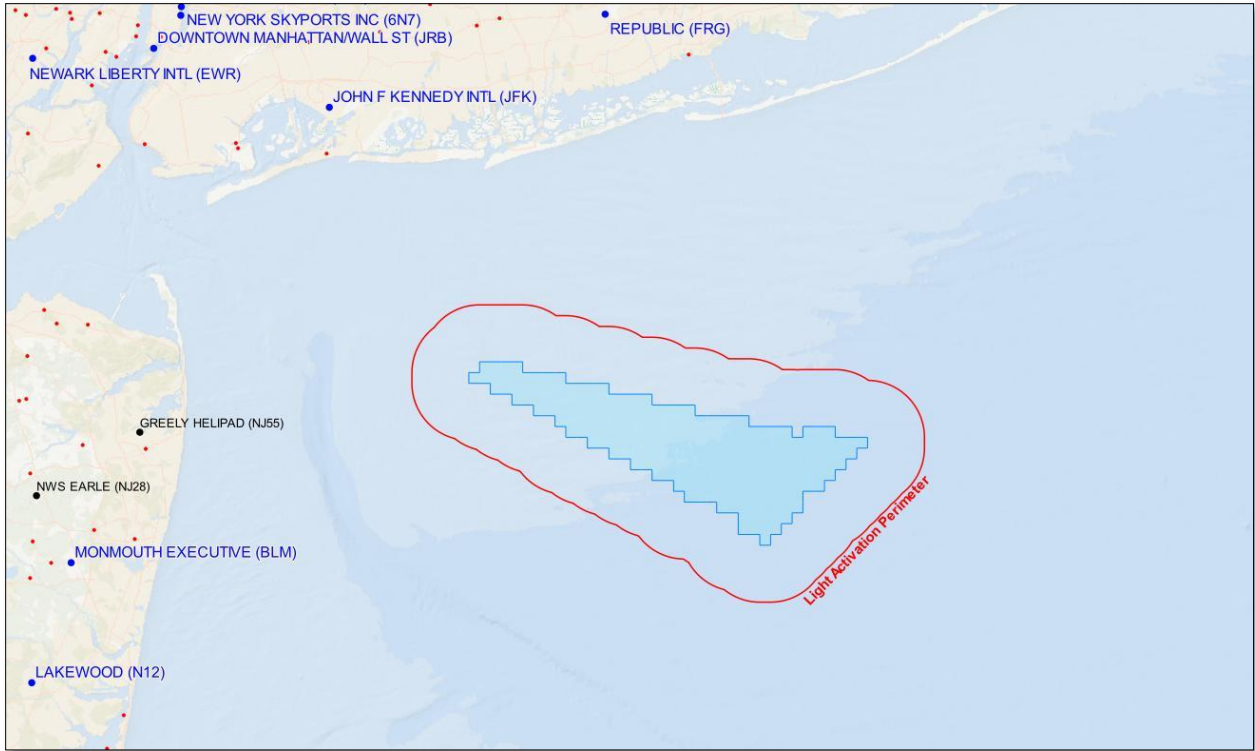 NEW YORK SKYPORTS INC (6N7)
REPUBLIC (FRG)
DOWNTOWN MANHATTAN/WALL ST (JRB)
NEWARK LIBERTY INTL (EWR)
JOHN F KENNEDY INTL (JFK)
GREELY HELIPAD (NJ55)
NWS EARLE (NJ28)
Light Activation Perimeter
MONMOUTH EXECUTIVE (BLM)
LAKEWOOD (N12)